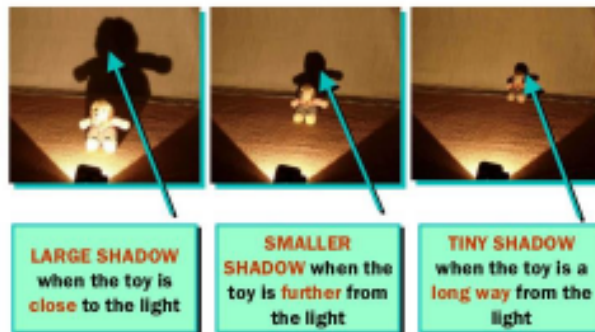 LARGE SHADOW
when the toy is
close to the light
SMALLER
SHADOW when the
toy is further from
the light
TINY SHADOW
when the toy is a
long way from the
light